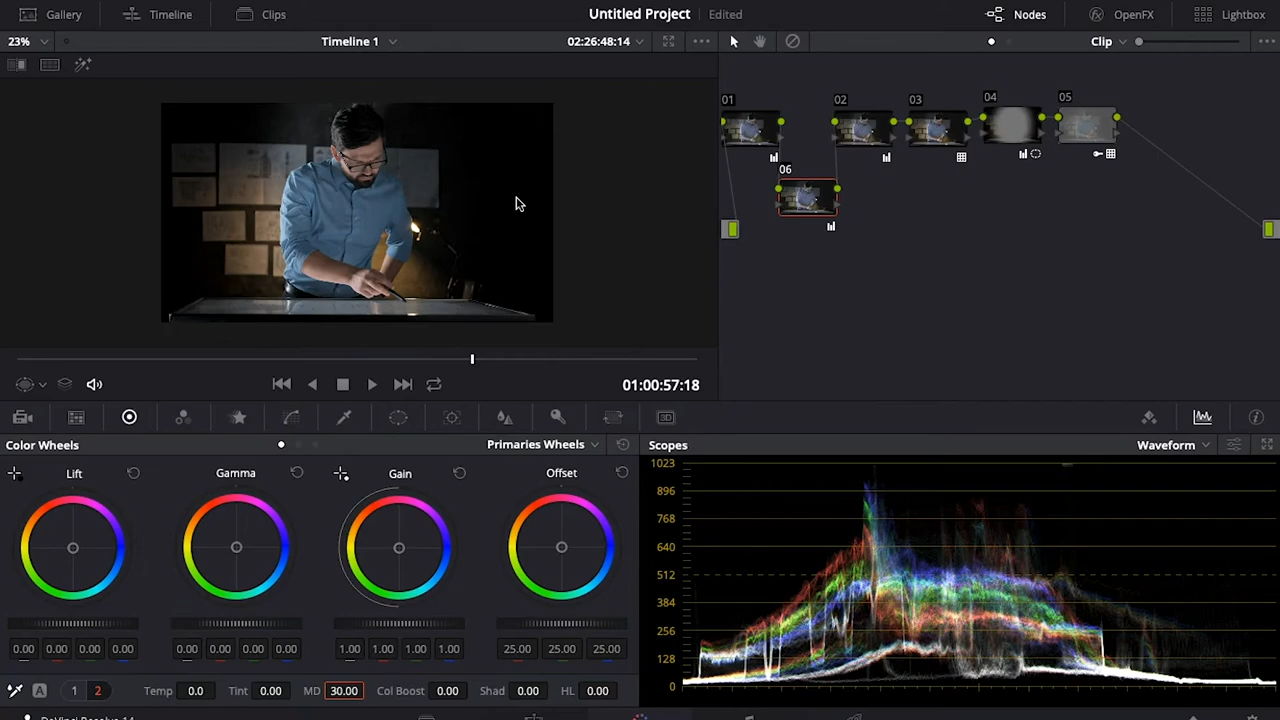 Gallery Timeline Clips Untitled Project Edited Nodes OpenFX Lightbox
23% Timeline 1 02:26:48:14 Clip
01 02 03 04 05
06
01:00:57:18
3D
Color Wheels Primaries Wheels Scopes Waveform
Lift Gamma Gain Offset
1023
896
768
640
512
384
256
128
0
0.00 0.00 0.00 0.00 0.00 0.00 0.00 0.00 1.00 1.00 1.00 1.00 25.00 25.00 25.00
A 1 2 Temp 0.0 Tint 0.00 MD 30.00 Col Boost 0.00 Shad 0.00 HL 0.00
DaVinci Resolve 14